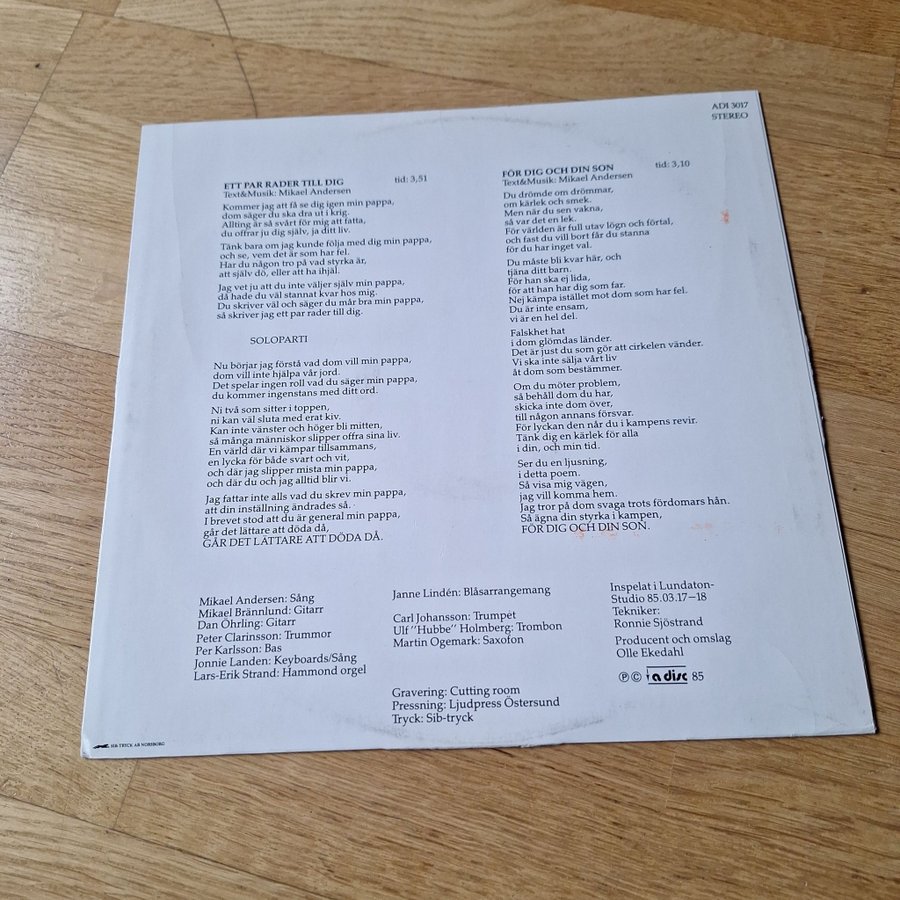 ADI 3017
STEREO
ETT PAR RADER TILL DIG tid: 3,51
Text&Musik: Mikael Andersen
Kommer jag att få se dig igen min pappa,
dom säger du ska dra ut i krig.
Allting är så svårt för mig att fatta,
du offrar ju dig själv, ja ditt liv.
Tänk bara om jag kunde följa med dig min pappa,
och se, vem det är som har fel.
Har du någon tro på vad styrka är,
att själv dö, eller att ha ihjäl.
Jag vet ju att du inte väljer själv min pappa,
då hade du väl stannat kvar hos mig.
Du skriver väl och säger du mår bra min pappa,
så skriver jag ett par rader till dig.
SOLOPARTI
Nu börjar jag förstå vad dom vill min pappa,
dom vill inte hjälpa vår jord.
Det spelar ingen roll vad du säger min pappa,
du kommer ingenstans med ditt ord.
Ni två som sitter i toppen,
ni kan väl sluta med erat kiv.
Kan inte vänster och höger bli mitten,
så många människor slipper offra sina liv.
En värld där vi kämpar tillsammans,
en lycka för både svart och vit,
och där jag slipper mista min pappa,
och där du och jag alltid blir vi.
Jag fattar inte alls vad du skrev min pappa,
att din inställning ändrades så.
I brevet stod att du är general min pappa,
går det lättare att döda då,
GÅR DET LÄTTARE ATT DÖDA DÅ.
FÖR DIG OCH DIN SON tid: 3,10
Text&Musik: Mikael Andersen
Du drömde om drömmar,
om kärlek och smek.
Men när du sen vakna,
så var det en lek.
För världen är full utav lögn och förtal,
och fast du vill bort får du stanna
för du har inget val.
Du måste bli kvar här, och
tjäna ditt barn.
För han ska ej lida,
för att han har dig som far.
Nej kämpa istället mot dom som har fel.
Du är inte ensam,
vi är en hel del.
Falskhet hat
i dom glömdas länder.
Det är just du som gör att cirkelen vänder.
Vi ska inte sälja vårt liv
åt dom som bestämmer.
Om du möter problem,
så behåll dom du har,
skicka inte dom över,
till någon annans försvar.
För lyckan den når du i kampens revir.
Tänk dig en kärlek för alla
i din, och min tid.
Ser du en ljusning,
i detta poem.
Så visa mig vägen,
jag vill komma hem.
Jag tror på dom svaga trots fördomars hån.
Så ägna din styrka i kampen,
FÖR DIG OCH DIN SON.
Mikael Andersen: Sång
Mikael Brännlund: Gitarr
Dan Öhrling: Gitarr
Peter Clarinsson: Trummor
Per Karlsson: Bas
Jonnie Landen: Keyboards/Sång
Lars-Erik Strand: Hammond orgel
Janne Lindén: Blåsarrangemang
Carl Johansson: Trumpet
Ulf "Hubbe" Holmberg: Trombon
Martin Ogemark: Saxofon
Gravering: Cutting room
Pressning: Ljudpress Östersund
Tryck: Sib-tryck
Inspelat i Lundaton-
Studio 85.03.17–18
Tekniker:
Ronnie Sjöstrand
Producent och omslag
Olle Ekedahl
℗ © a disc 85
SIB-TRYCK AB NORSBORG